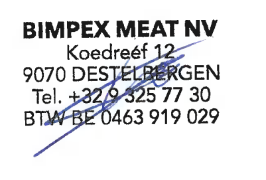 BIMPEX MEAT NV
Koedreef 12
9070 DESTELBERGEN
Tel. +32 9 325 77 30
BTW BE 0463 919 029